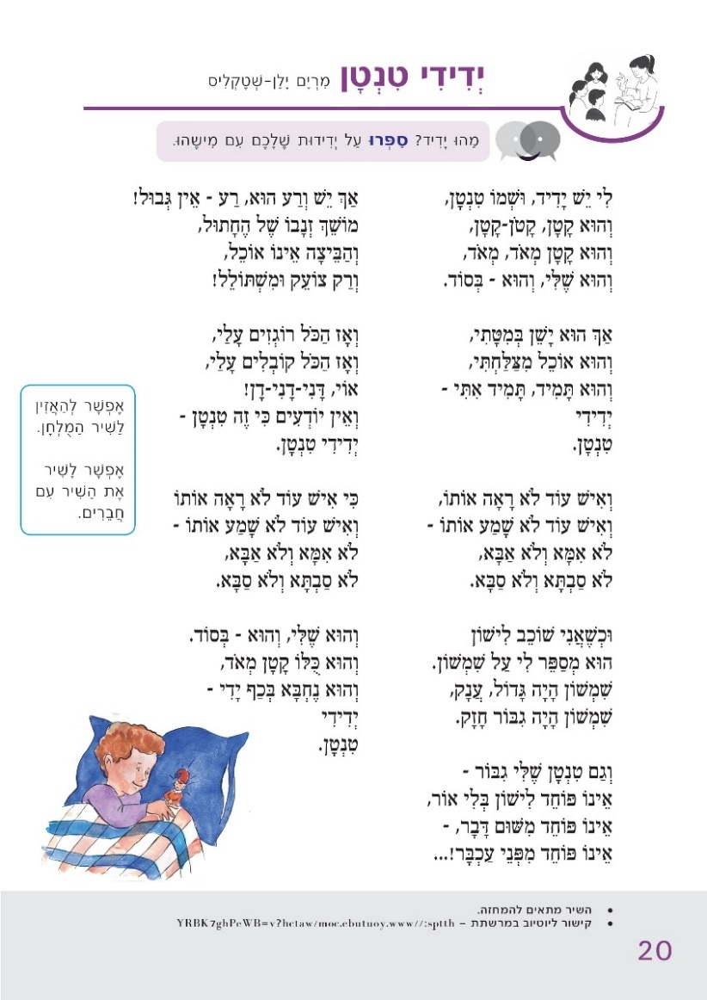 יְדִידִי טִנְטָן מִרְיָם יָלַן-שְׁטֶקְלִיס
מַהוּ יָדִיד? סַפְּרוּ עַל יְדִידוּת שֶׁלָּכֶם עִם מִישֶׁהוּ.
לִי יֵשׁ יָדִיד, וּשְׁמוֹ טִנְטָן,
וְהוּא קָטָן, קָטֹן-קָטָן,
וְהוּא קָטָן מְאֹד, מְאֹד,
וְהוּא שֶׁלִּי, וְהוּא - בְּסוֹד.
אַךְ הוּא יָשֵׁן בְּמִטָּתִי,
וְהוּא אוֹכֵל מִצַּלַּחְתִּי,
וְהוּא תָּמִיד, תָּמִיד אִתִּי -
יְדִידִי
טִנְטָן.
וְאִישׁ עוֹד לֹא רָאָה אוֹתוֹ,
וְאִישׁ עוֹד לֹא שָׁמַע אוֹתוֹ -
לֹא אִמָּא וְלֹא אַבָּא,
לֹא סַבְתָּא וְלֹא סַבָּא.
וּכְשֶׁאֲנִי שׁוֹכֵב לִישׁוֹן
הוּא מְסַפֵּר לִי עַל שִׁמְשׁוֹן.
שִׁמְשׁוֹן הָיָה גָּדוֹל, עֲנָק,
שִׁמְשׁוֹן הָיָה גִּבּוֹר חָזָק.
וְגַם טִנְטָן שֶׁלִּי גִּבּוֹר -
אֵינוֹ פּוֹחֵד לִישׁוֹן בְּלִי אוֹר,
אֵינוֹ פּוֹחֵד מִשּׁוּם דָּבָר, -
אֵינוֹ פּוֹחֵד מִפְּנֵי עַכְבָּר!...
אַךְ יֵשׁ וְרַע הוּא, רַע - אֵין גְּבוּל!
מוֹשֵׁךְ זְנָבוֹ שֶׁל הֶחָתוּל,
וְהַבֵּיצָה אֵינוֹ אוֹכֵל,
וְרַק צוֹעֵק וּמִשְׁתּוֹלֵל!
וְאָז הַכֹּל רוֹגְזִים עָלַי,
וְאָז הַכֹּל קוֹבְלִים עָלַי,
אוֹי, דָּנִי-דָנִי-דָן!
וְאֵין יוֹדְעִים כִּי זֶה טִנְטָן -
יְדִידִי טִנְטָן.
כִּי אִישׁ עוֹד לֹא רָאָה אוֹתוֹ
וְאִישׁ עוֹד לֹא שָׁמַע אוֹתוֹ -
לֹא אִמָּא וְלֹא אַבָּא,
לֹא סַבְתָּא וְלֹא סַבָּא.
וְהוּא שֶׁלִּי, וְהוּא - בְּסוֹד.
וְהוּא כֻּלּוֹ קָטָן מְאֹד,
וְהוּא נֶחְבָּא בְּכַף יָדִי -
יְדִידִי
טִנְטָן.
אֶפְשָׁר לְהַאֲזִין
לַשִּׁיר הַמֻּלְחָן.
אֶפְשָׁר לָשִׁיר
אֶת הַשִּׁיר עִם
חֲבֵרִים.
• השיר מתאים להמחזה.
• קישור ליוטיוב במרשתת – YRBK7ghPeWB=v?hctaw/moc.ebutuoy.www//:sptth
20